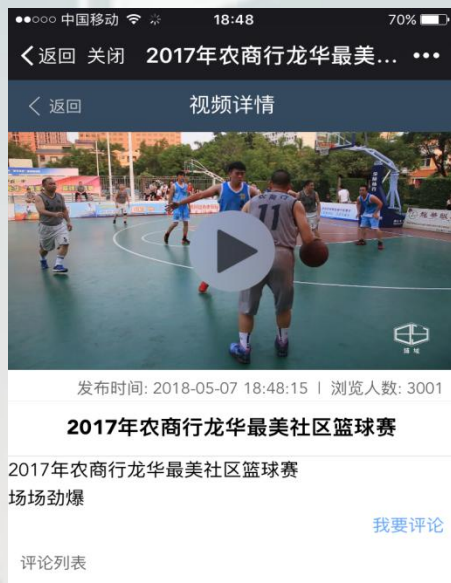 中国移动 18:48 70%
返回 关闭 2017年农商行龙华最美... •••
返回 视频详情
11
发布时间: 2018-05-07 18:48:15 | 浏览人数: 3001
2017年农商行龙华最美社区篮球赛
2017年农商行龙华最美社区篮球赛
场场劲爆
我要评论
评论列表